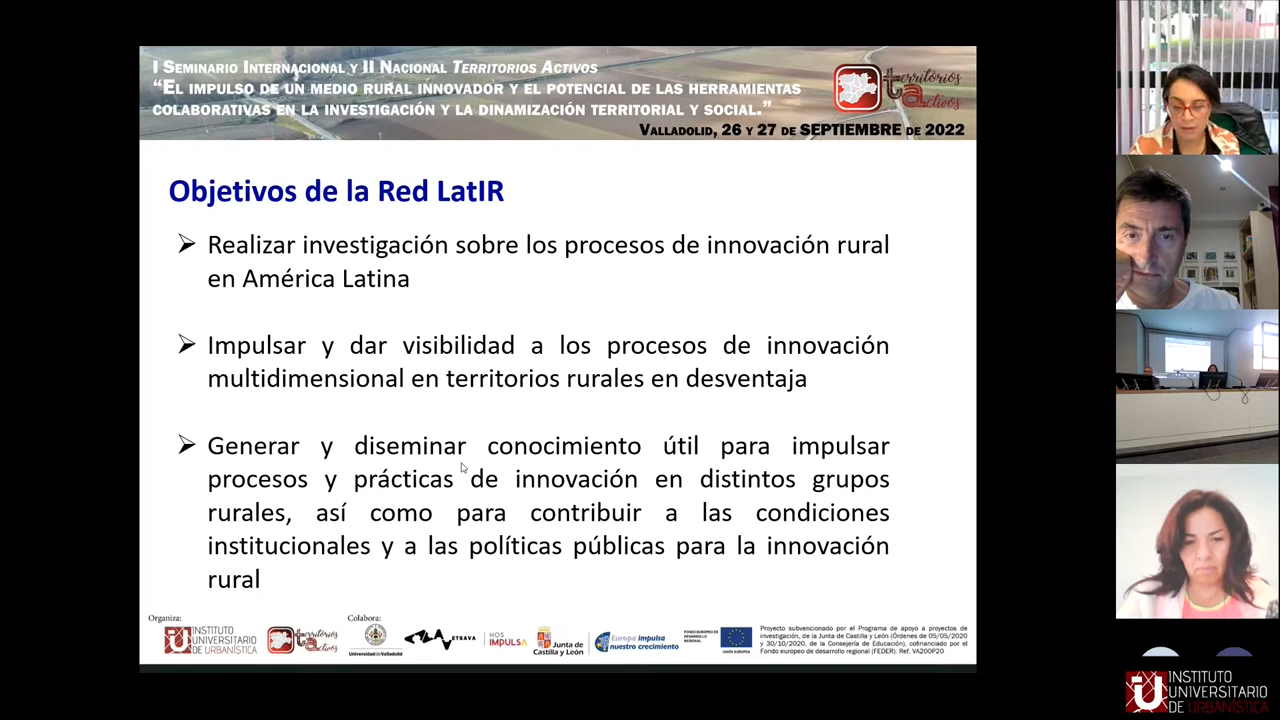 I Seminario Internacional y II Nacional Territorios Activos
“El impulso de un medio rural innovador y el potencial de las herramientas
colaborativas en la investigación y la dinamización territorial y social.”
Valladolid, 26 y 27 de SEPTIEMBRE de 2022
territorios
activos
ta
Objetivos de la Red LatIR
Realizar investigación sobre los procesos de innovación rural
en América Latina
Impulsar y dar visibilidad a los procesos de innovación
multidimensional en territorios rurales en desventaja
Generar y diseminar conocimiento útil para impulsar
procesos y prácticas de innovación en distintos grupos
rurales, así como para contribuir a las condiciones
institucionales y a las políticas públicas para la innovación
rural
Organiza:
INSTITUTO
UNIVERSITARIO
DE URBANÍSTICA
territorios
activos
Colabora:
Universidad de Valladolid
ETSAVA
NOS
IMPULSA
Junta de
Castilla y León
Europa impulsa
nuestro crecimiento
FONDO EUROPEO DE
DESARROLLO
REGIONAL
UNIÓN EUROPEA
Proyecto subvencionado por el Programa de apoyo a proyectos de
investigación, de la Junta de Castilla y León (Órdenes de 05/05/2020
y 30/10/2020, de la Consejería de Educación), cofinanciado por el
Fondo europeo de desarrollo regional (FEDER): Ref. VA200P20
INSTITUTO
UNIVERSITARIO
DE URBANÍSTICA